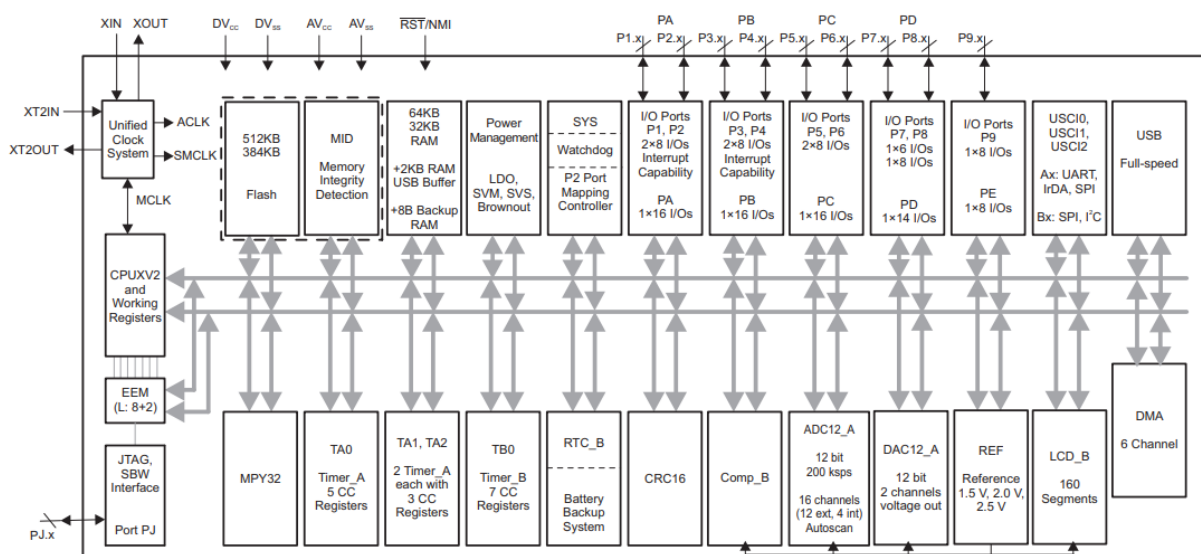 XIN XOUT DVCC DVSS AVCC AVSS RST/NMI PA PB PC PD
P1.x P2.x P3.x P4.x P5.x P6.x P7.x P8.x P9.x
XT2IN
XT2OUT
Unified
Clock
System
ACLK
SMCLK
MCLK
512KB
384KB
Flash
MID
Memory
Integrity
Detection
64KB
32KB
RAM
+2KB RAM
USB Buffer
+8B Backup
RAM
Power
Management
LDO,
SVM, SVS,
Brownout
SYS
Watchdog
P2 Port
Mapping
Controller
I/O Ports
P1, P2
2×8 I/Os
Interrupt
Capability
PA
1×16 I/Os
I/O Ports
P3, P4
2×8 I/Os
Interrupt
Capability
PB
1×16 I/Os
I/O Ports
P5, P6
2×8 I/Os
PC
1×16 I/Os
I/O Ports
P7, P8
1×6 I/Os
1×8 I/Os
PD
1×14 I/Os
I/O Ports
P9
1×8 I/Os
PE
1×8 I/Os
USCI0,
USCI1,
USCI2
Ax: UART,
IrDA, SPI
Bx: SPI, I²C
USB
Full-speed
CPUXV2
and
Working
Registers
EEM
(L: 8+2)
JTAG,
SBW
Interface
Port PJ
PJ.x
MPY32
TA0
Timer_A
5 CC
Registers
TA1, TA2
2 Timer_A
each with
3 CC
Registers
TB0
Timer_B
7 CC
Registers
RTC_B
Battery
Backup
System
CRC16
Comp_B
ADC12_A
12 bit
200 ksps
16 channels
(12 ext, 4 int)
Autoscan
DAC12_A
12 bit
2 channels
voltage out
REF
Reference
1.5 V, 2.0 V,
2.5 V
LCD_B
160
Segments
DMA
6 Channel